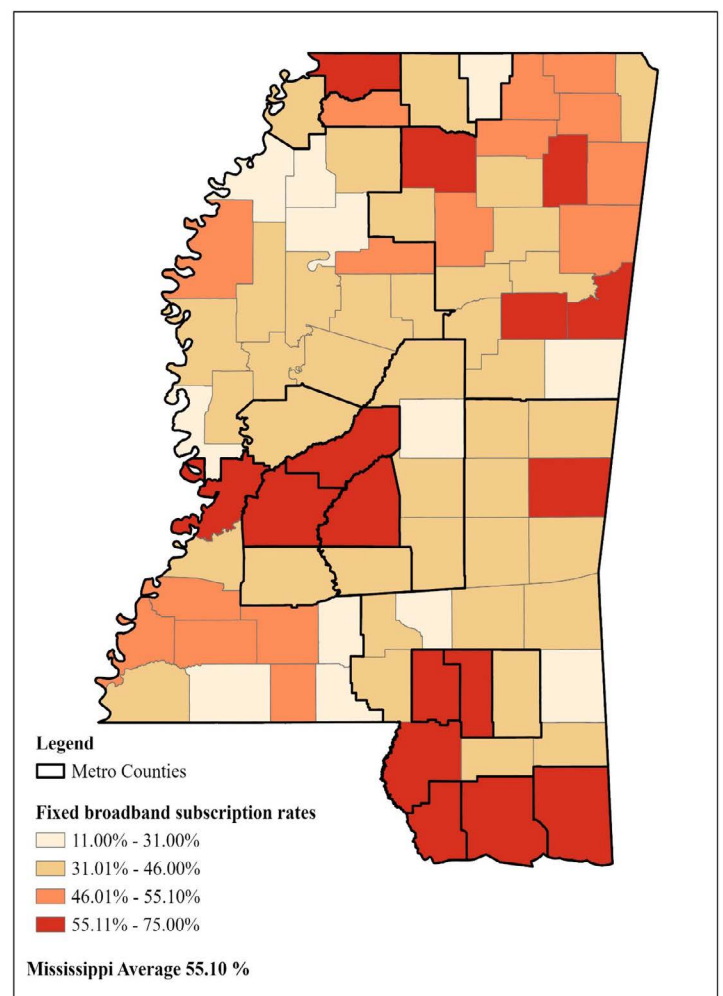 Legend
Metro Counties
Fixed broadband subscription rates
11.00% - 31.00%
31.01% - 46.00%
46.01% - 55.10%
55.11% - 75.00%
Mississippi Average 55.10 %